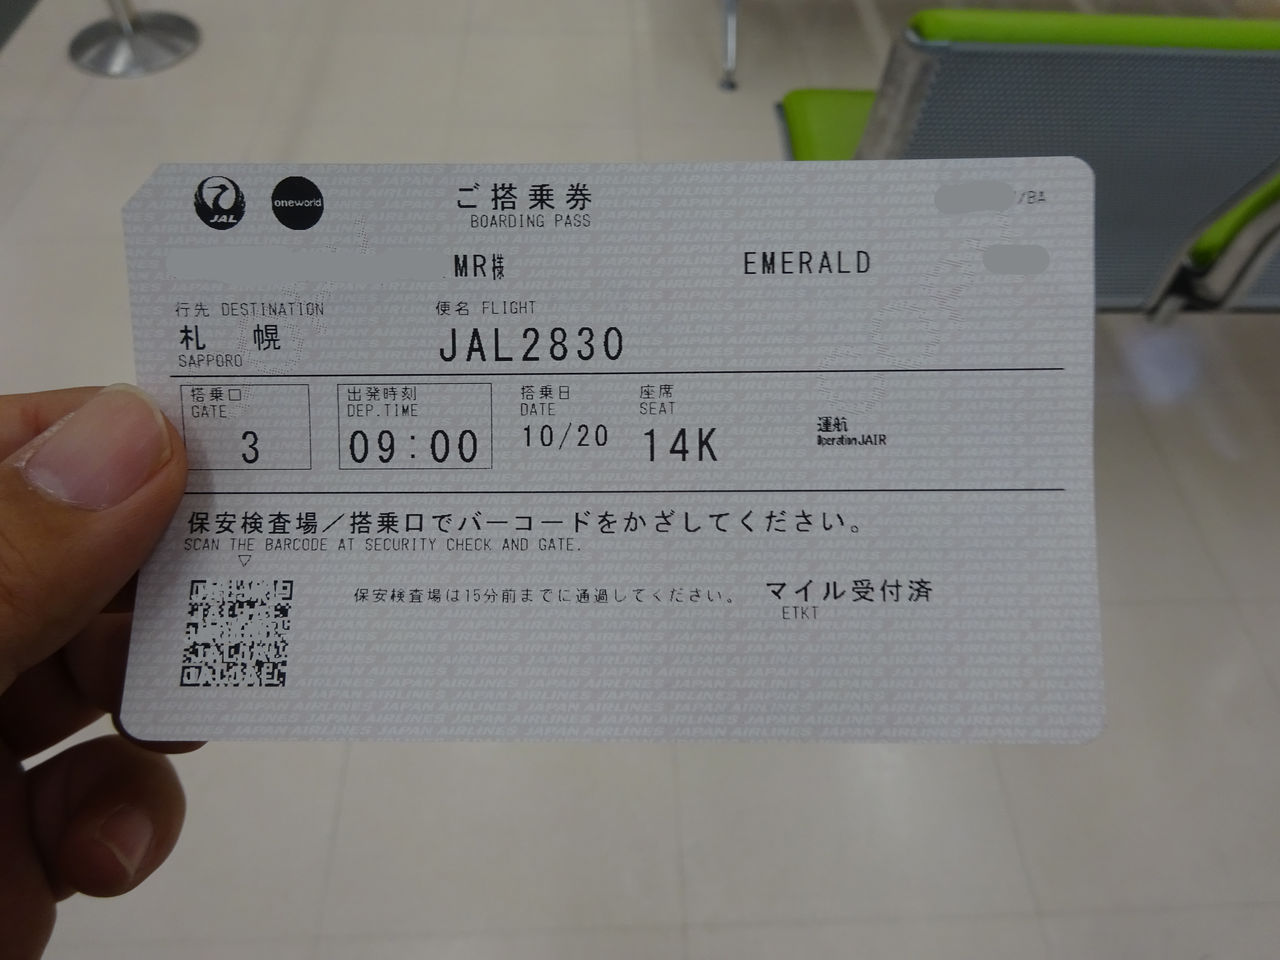 JAL
oneworld
ご搭乗券
BOARDING PASS
/BA
MR様
EMERALD
行先 DESTINATION
便名 FLIGHT
札 幌
SAPPORO
JAL2830
搭乗口
GATE
3
出発時刻
DEP.TIME
09:00
搭乗日
DATE
10/20
座席
SEAT
14K
運航
Operation JAIR
保安検査場/搭乗口でバーコードをかざしてください。
SCAN THE BARCODE AT SECURITY CHECK AND GATE.
保安検査場は15分前までに通過してください。
マイル受付済
ETKT
JAPAN AIRLINES